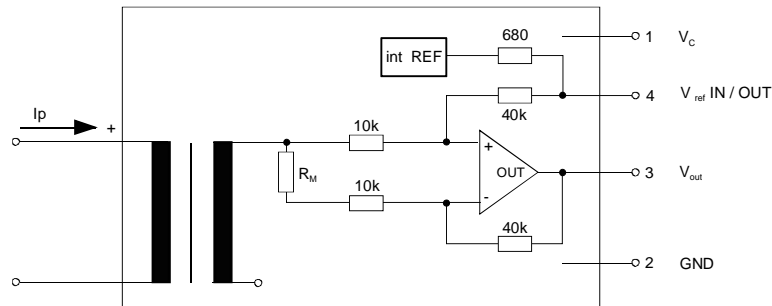 680
1 V_C
int REF
4 V_ref IN / OUT
Ip
+
10k
40k
+
OUT
3 V_out
R_M
10k
-
40k
2 GND